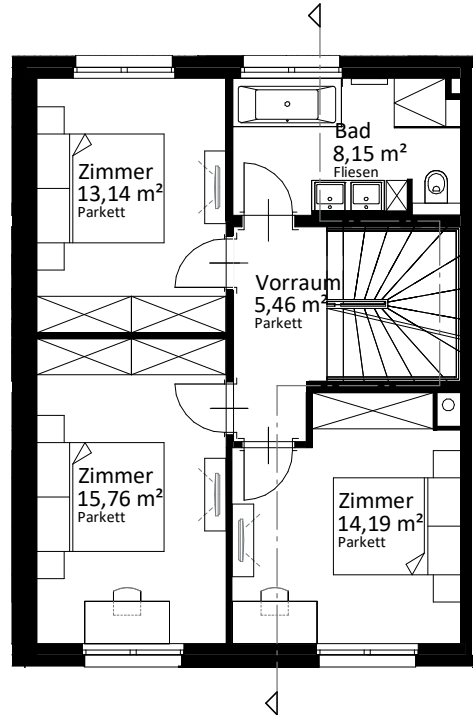 Bad
8,15 m²
Fliesen
Zimmer
13,14 m²
Parkett
Vorraum
5,46 m²
Parkett
Zimmer
15,76 m²
Parkett
Zimmer
14,19 m²
Parkett